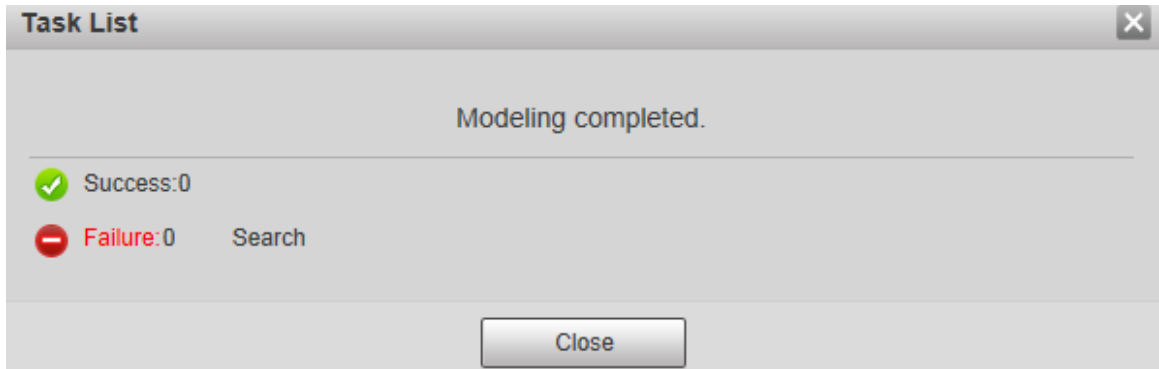 Task List
Modeling completed.
Success:0
Failure:0 Search
Close